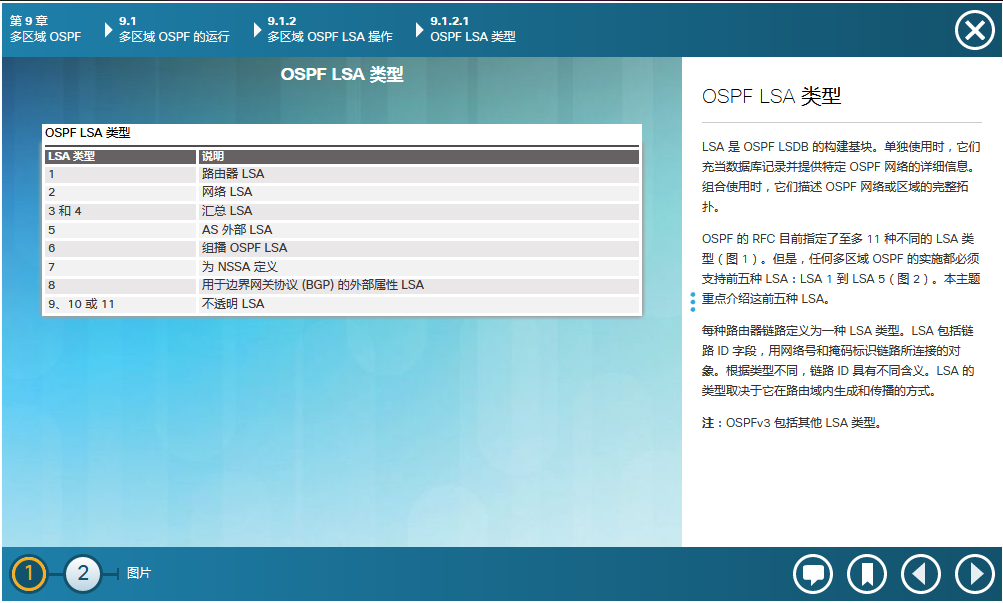 第 9 章
多区域 OSPF
9.1
多区域 OSPF 的运行
9.1.2
多区域 OSPF LSA 操作
9.1.2.1
OSPF LSA 类型
OSPF LSA 类型
OSPF LSA 类型
LSA 类型 说明
1 路由器 LSA
2 网络 LSA
3 和 4 汇总 LSA
5 AS 外部 LSA
6 组播 OSPF LSA
7 为 NSSA 定义
8 用于边界网关协议 (BGP) 的外部属性 LSA
9、10 或 11 不透明 LSA
OSPF LSA 类型
LSA 是 OSPF LSDB 的构建基块。单独使用时，它们
充当数据库记录并提供特定 OSPF 网络的详细信息。
组合使用时，它们描述 OSPF 网络或区域的完整拓
扑。
OSPF 的 RFC 目前指定了至多 11 种不同的 LSA 类
型（图 1）。但是，任何多区域 OSPF 的实施都必须
支持前五种 LSA：LSA 1 到 LSA 5（图 2）。本主题
重点介绍这前五种 LSA。
每种路由器链路定义为一种 LSA 类型。LSA 包括链
路 ID 字段，用网络号和掩码标识链路所连接的对
象。根据类型不同，链路 ID 具有不同含义。LSA 的
类型取决于它在路由域内生成和传播的方式。
注：OSPFv3 包括其他 LSA 类型。
1
2
图片